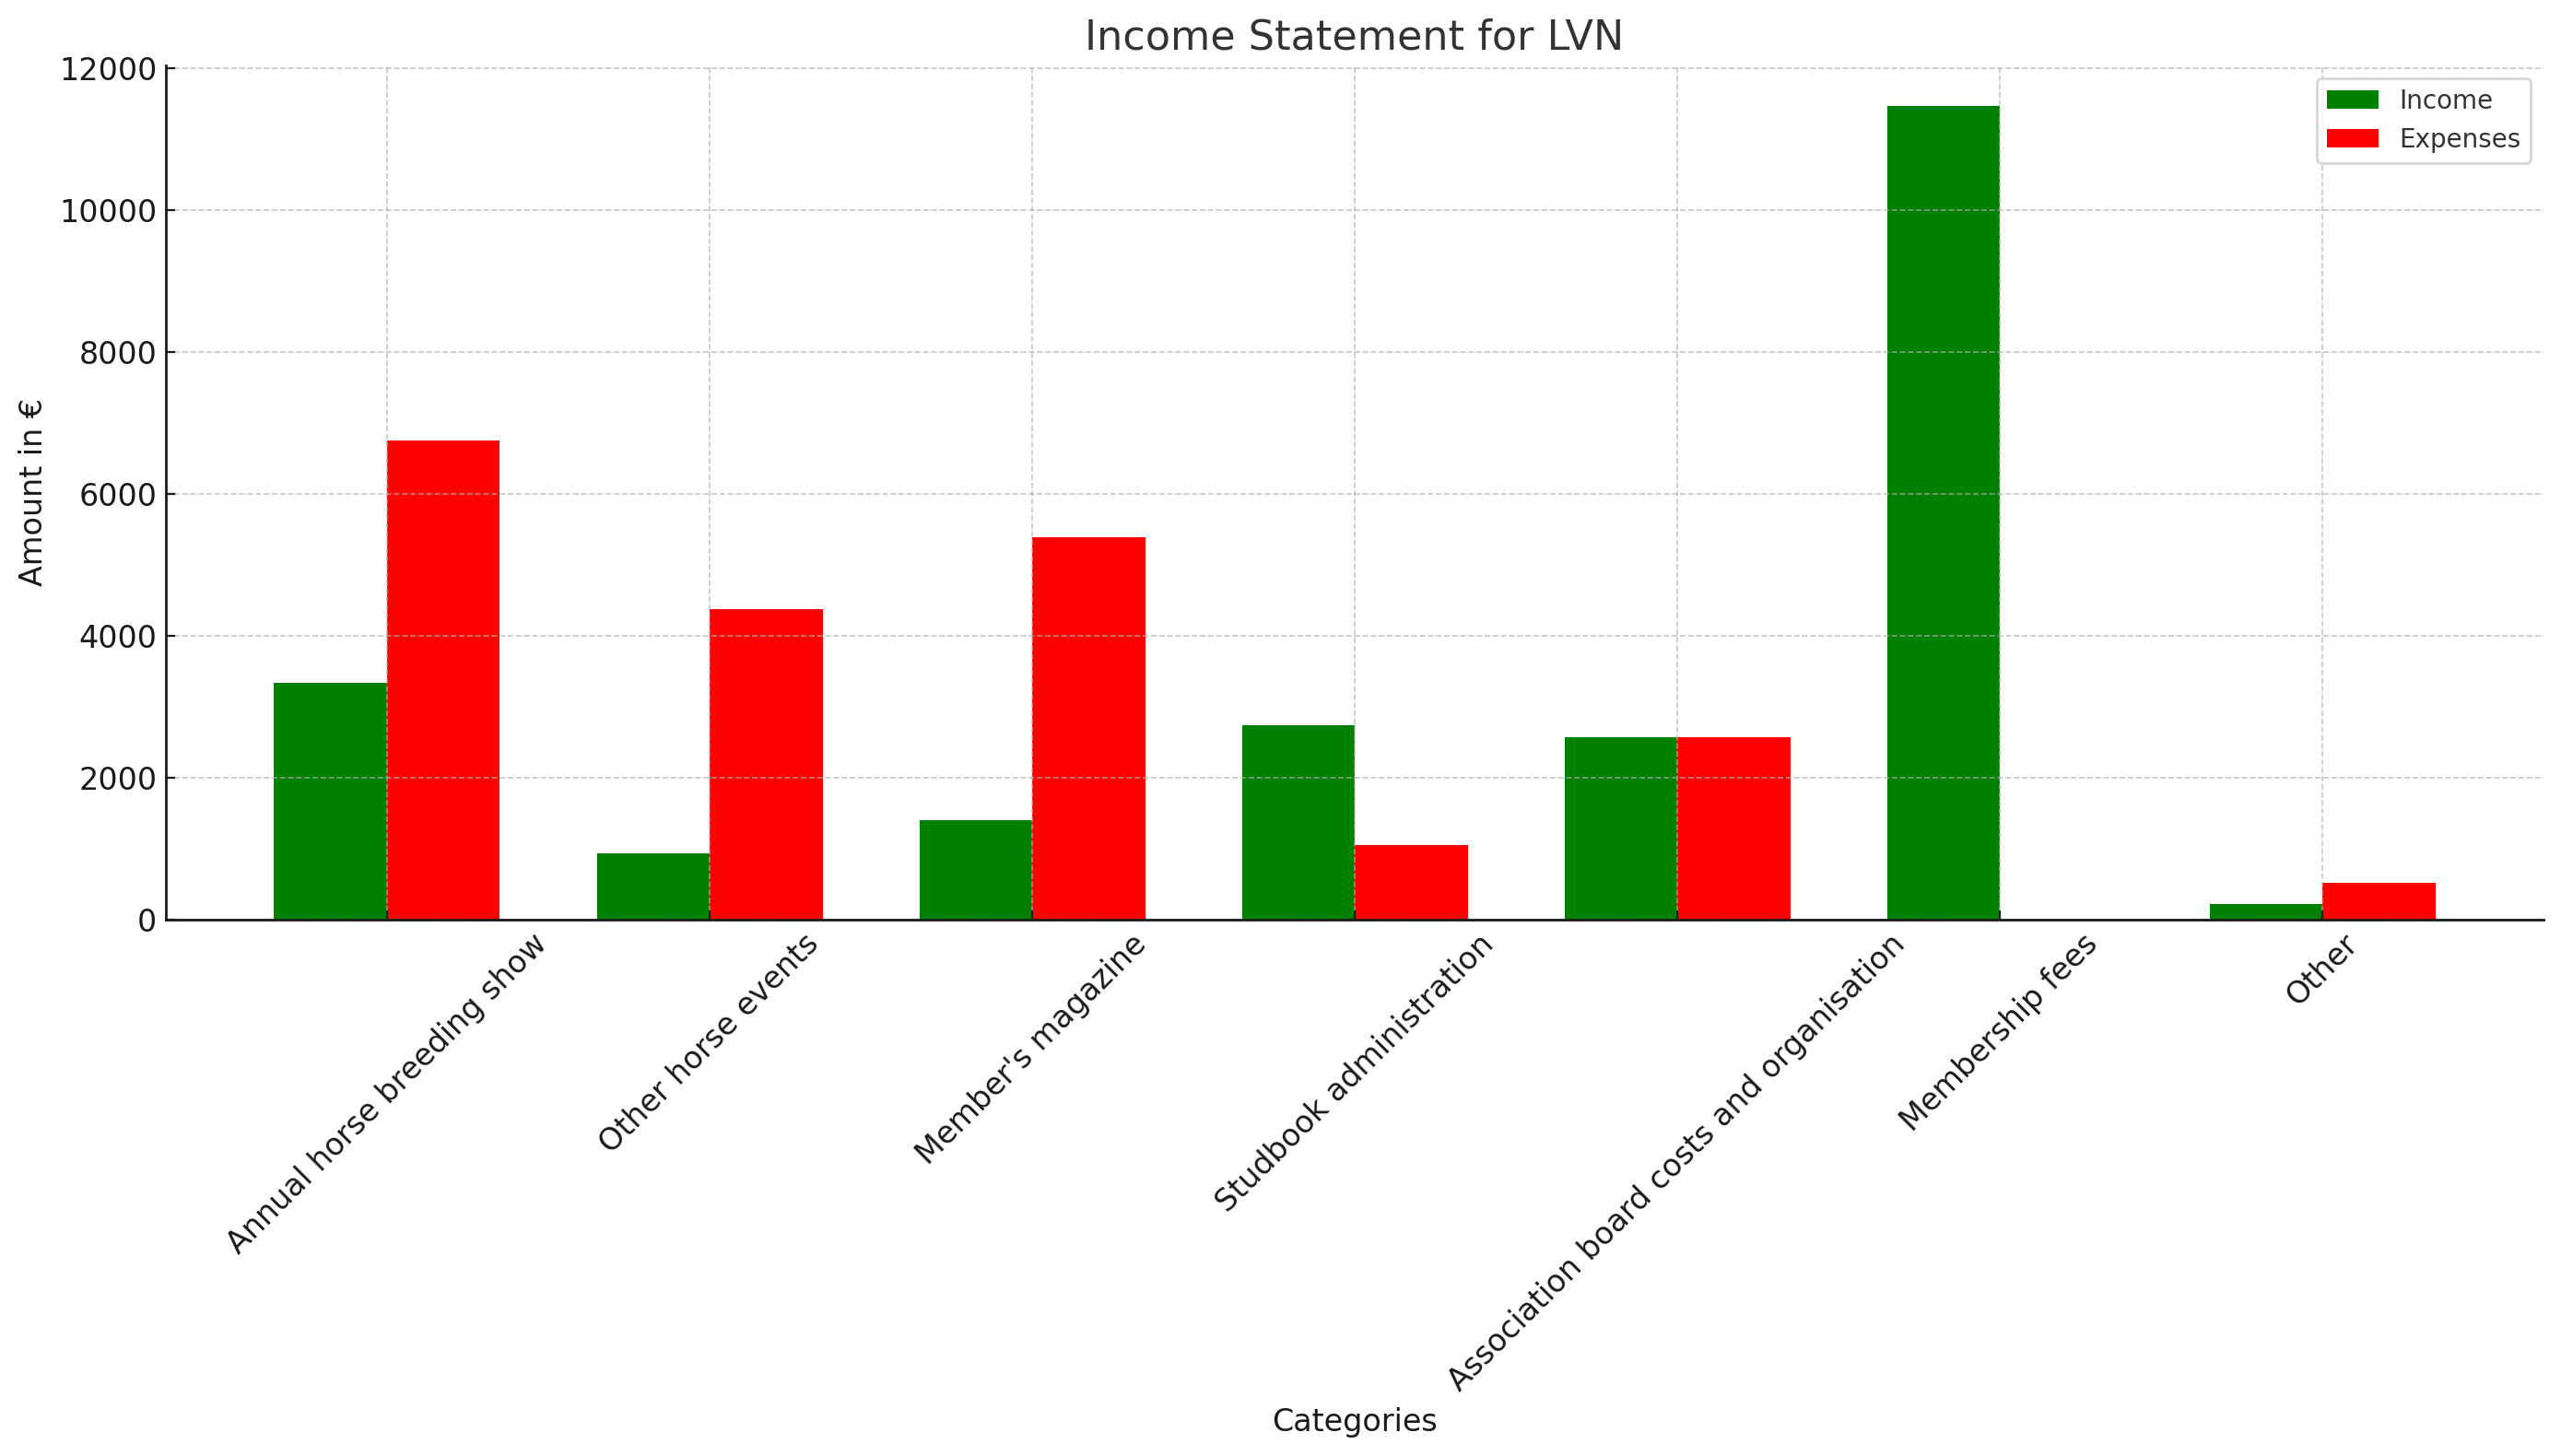 Income Statement for LVN
12000
10000
8000
6000
4000
2000
0
Amount in €
Income
Expenses
Annual horse breeding show
Other horse events
Member's magazine
Studbook administration
Association board costs and organisation
Membership fees
Other
Categories